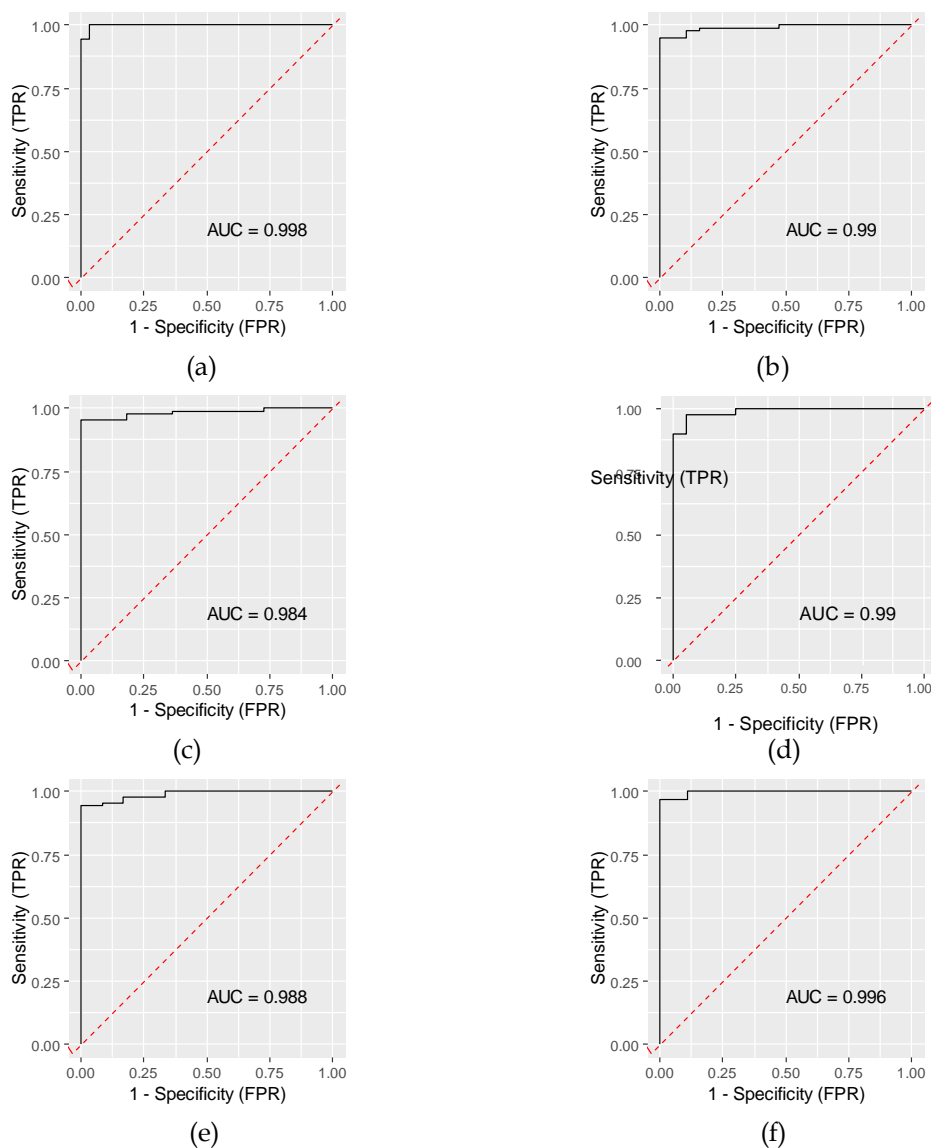 1.00
0.75
0.50
0.25
0.00
Sensitivity (TPR)
AUC = 0.998
0.00 0.25 0.50 0.75 1.00
1 - Specificity (FPR)
(a)
1.00
0.75
0.50
0.25
0.00
Sensitivity (TPR)
AUC = 0.99
0.00 0.25 0.50 0.75 1.00
1 - Specificity (FPR)
(b)
1.00
0.75
0.50
0.25
0.00
Sensitivity (TPR)
AUC = 0.984
0.00 0.25 0.50 0.75 1.00
1 - Specificity (FPR)
(c)
1.00
0.75
Sensitivity (TPR)
0.50
0.25
0.00
AUC = 0.99
0.00 0.25 0.50 0.75 1.00
1 - Specificity (FPR)
(d)
1.00
0.75
0.50
0.25
0.00
Sensitivity (TPR)
AUC = 0.988
0.00 0.25 0.50 0.75 1.00
1 - Specificity (FPR)
(e)
1.00
0.75
0.50
0.25
0.00
Sensitivity (TPR)
AUC = 0.996
0.00 0.25 0.50 0.75 1.00
1 - Specificity (FPR)
(f)